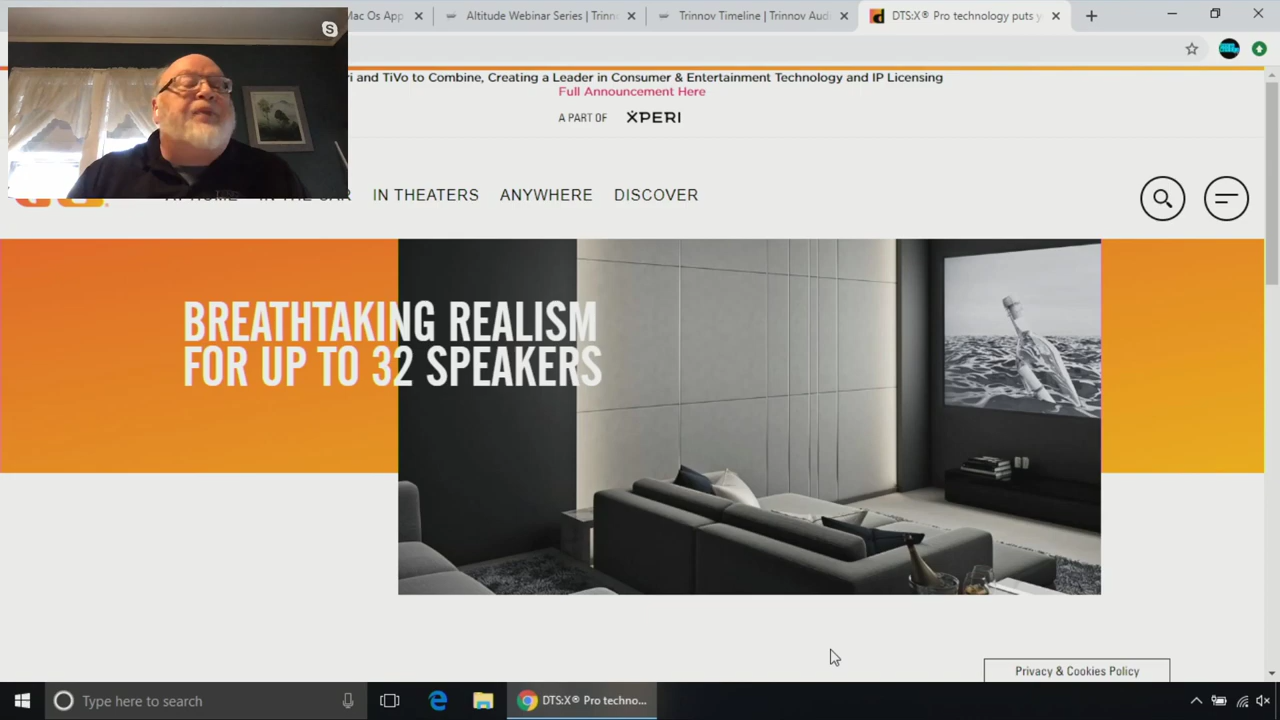 Mac Os App
Altitude Webinar Series | Trinn
Trinnov Timeline | Trinnov Aud
DTS:X® Pro technology puts y
ri and TiVo to Combine, Creating a Leader in Consumer & Entertainment Technology and IP Licensing
Full Announcement Here
A PART OF XPERI
IN THEATERS ANYWHERE DISCOVER
BREATHTAKING REALISM
FOR UP TO 32 SPEAKERS
Privacy & Cookies Policy
Type here to search
DTS:X® Pro techno...